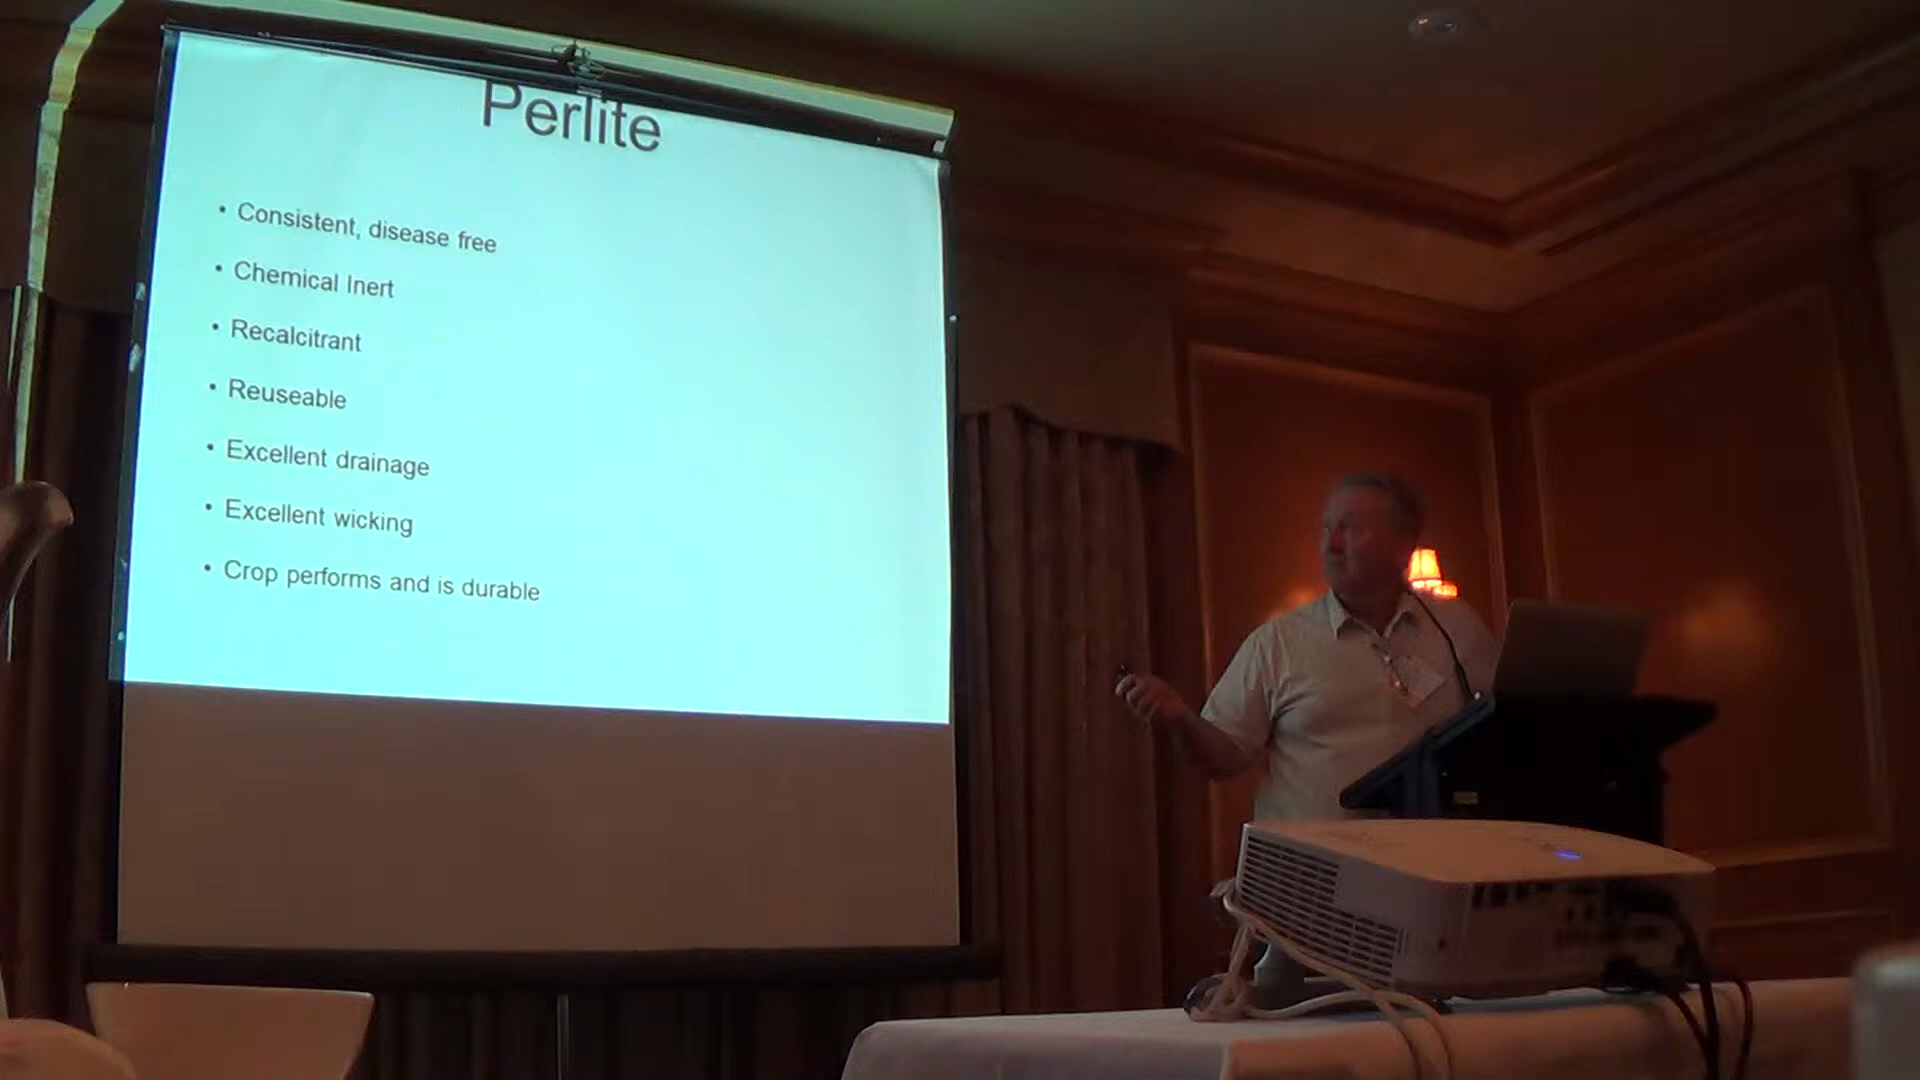 Perlite
• Consistent, disease free
• Chemical Inert
• Recalcitrant
• Reuseable
• Excellent drainage
• Excellent wicking
• Crop performs and is durable